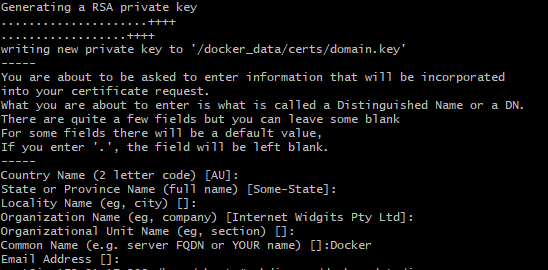 Generating a RSA private key
.....................++++
..................++++
writing new private key to '/docker_data/certs/domain.key'
-----
You are about to be asked to enter information that will be incorporated
into your certificate request.
What you are about to enter is what is called a Distinguished Name or a DN.
There are quite a few fields but you can leave some blank
For some fields there will be a default value,
If you enter '.', the field will be left blank.
-----
Country Name (2 letter code) [AU]:
State or Province Name (full name) [Some-State]:
Locality Name (eg, city) []:
Organization Name (eg, company) [Internet Widgits Pty Ltd]:
Organizational Unit Name (eg, section) []:
Common Name (e.g. server FQDN or YOUR name) []:Docker
Email Address []: